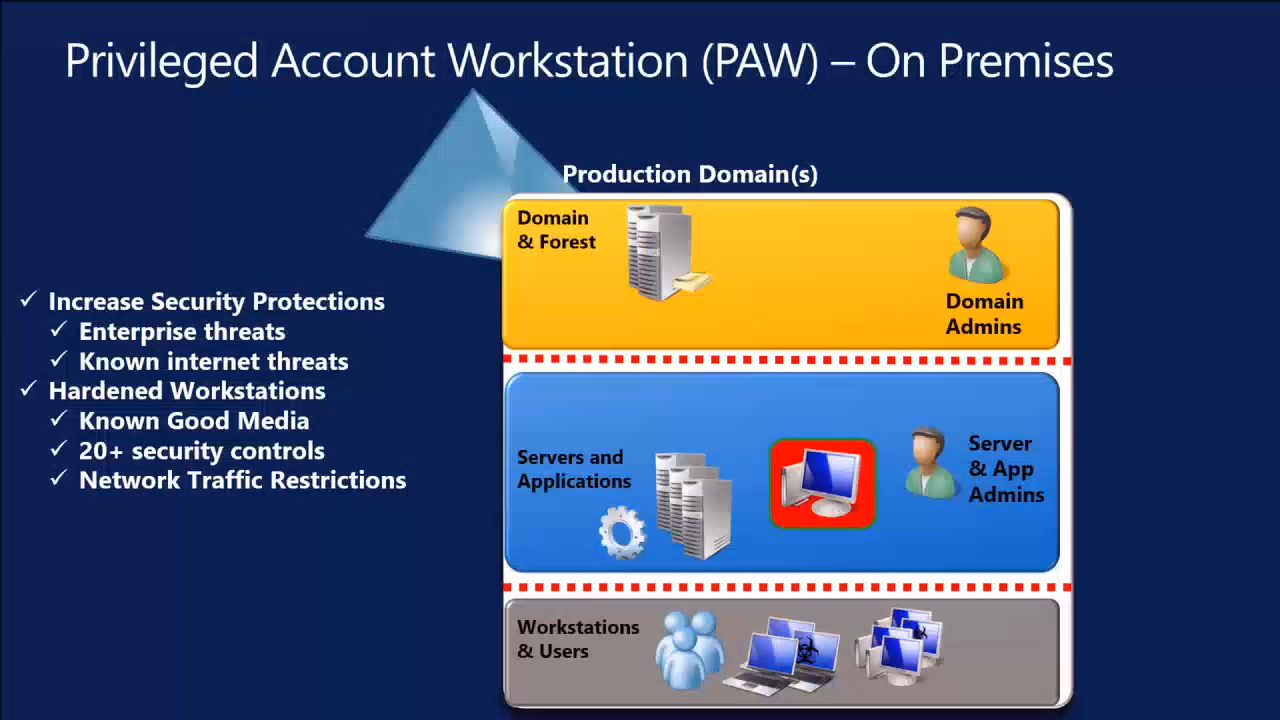 Privileged Account Workstation (PAW) – On Premises
Production Domain(s)
Domain
& Forest
Domain
Admins
✓ Increase Security Protections
✓ Enterprise threats
✓ Known internet threats
✓ Hardened Workstations
✓ Known Good Media
✓ 20+ security controls
✓ Network Traffic Restrictions
Servers and
Applications
Server
& App
Admins
Workstations
& Users